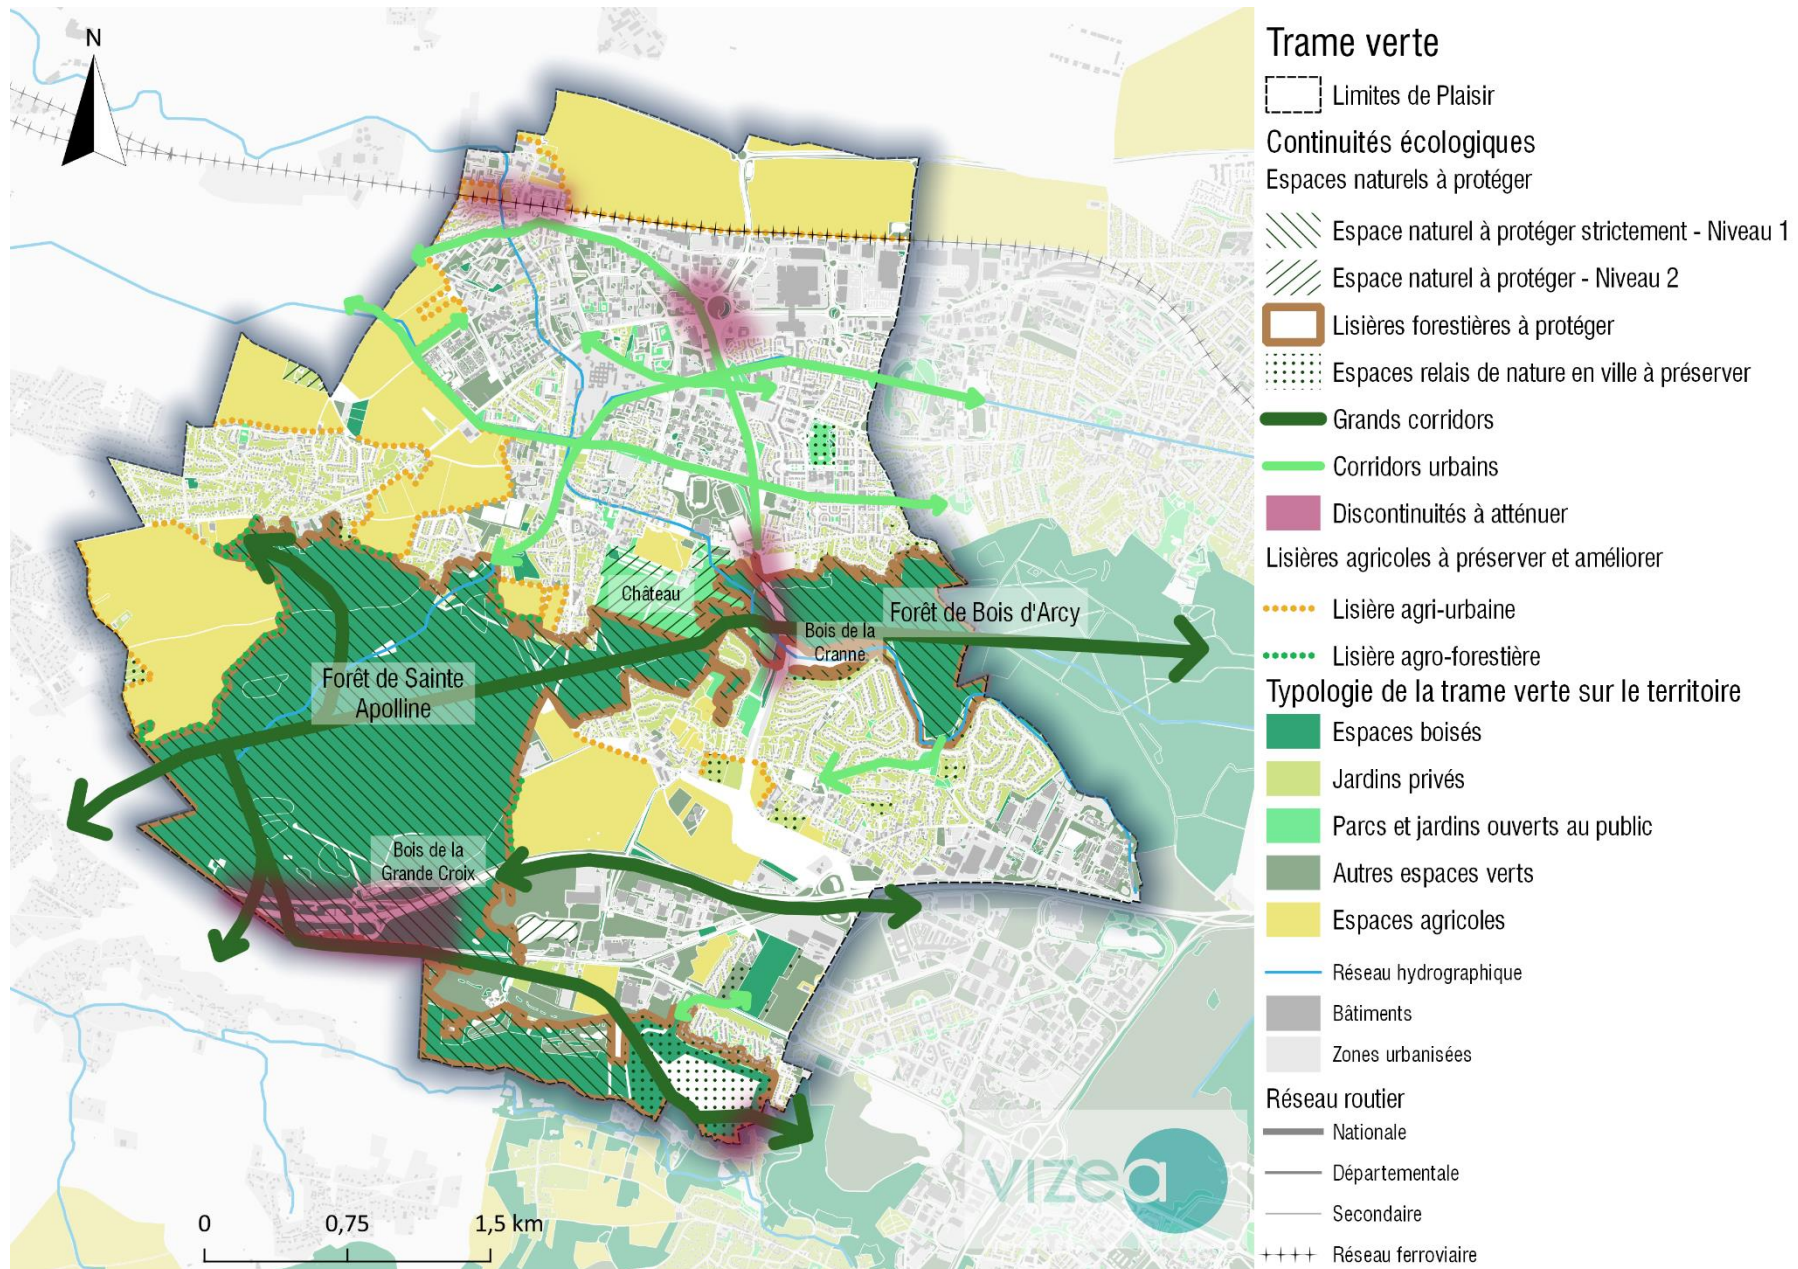 N
Château
Forêt de Bois d'Arcy
Bois de la
Cranne
Forêt de Sainte
Apolline
Bois de la
Grande Croix
0 0,75 1,5 km
vizea
Trame verte
Limites de Plaisir
Continuités écologiques
Espaces naturels à protéger
Espace naturel à protéger strictement - Niveau 1
Espace naturel à protéger - Niveau 2
Lisières forestières à protéger
Espaces relais de nature en ville à préserver
Grands corridors
Corridors urbains
Discontinuités à atténuer
Lisières agricoles à préserver et améliorer
Lisière agri-urbaine
Lisière agro-forestière
Typologie de la trame verte sur le territoire
Espaces boisés
Jardins privés
Parcs et jardins ouverts au public
Autres espaces verts
Espaces agricoles
Réseau hydrographique
Bâtiments
Zones urbanisées
Réseau routier
Nationale
Départementale
Secondaire
Réseau ferroviaire